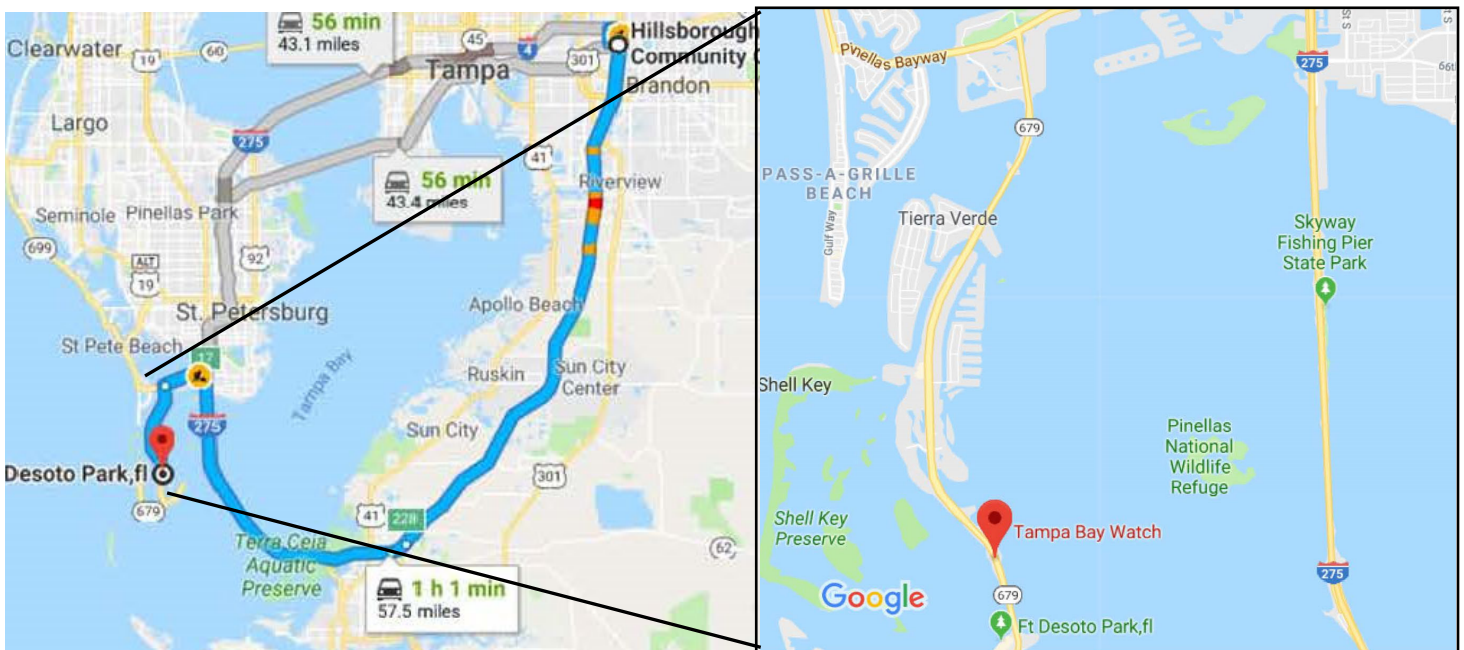 56 min
43.1 miles
Clearwater
19
60
45
4
301
Hillsborough
Community C
Tampa
Brandon
Largo
275
41
56 min
43.4 miles
Riverview
Seminole
Pinellas Park
699
92
ALT
19
St. Petersburg
Apollo Beach
St Pete Beach
17
Tampa Bay
Ruskin
Sun City
Center
275
Sun City
Desoto Park,fl
301
679
41
228
Terra Ceia
Aquatic
Preserve
62
1 h 1 min
57.5 miles
Pinellas Bayway
275
66th
679
PASS-A-GRILLE
BEACH
Gulf Way
Tierra Verde
Skyway
Fishing Pier
State Park
Shell Key
Pinellas
National
Wildlife
Refuge
Shell Key
Preserve
Tampa Bay Watch
275
Google
679
Ft Desoto Park,fl